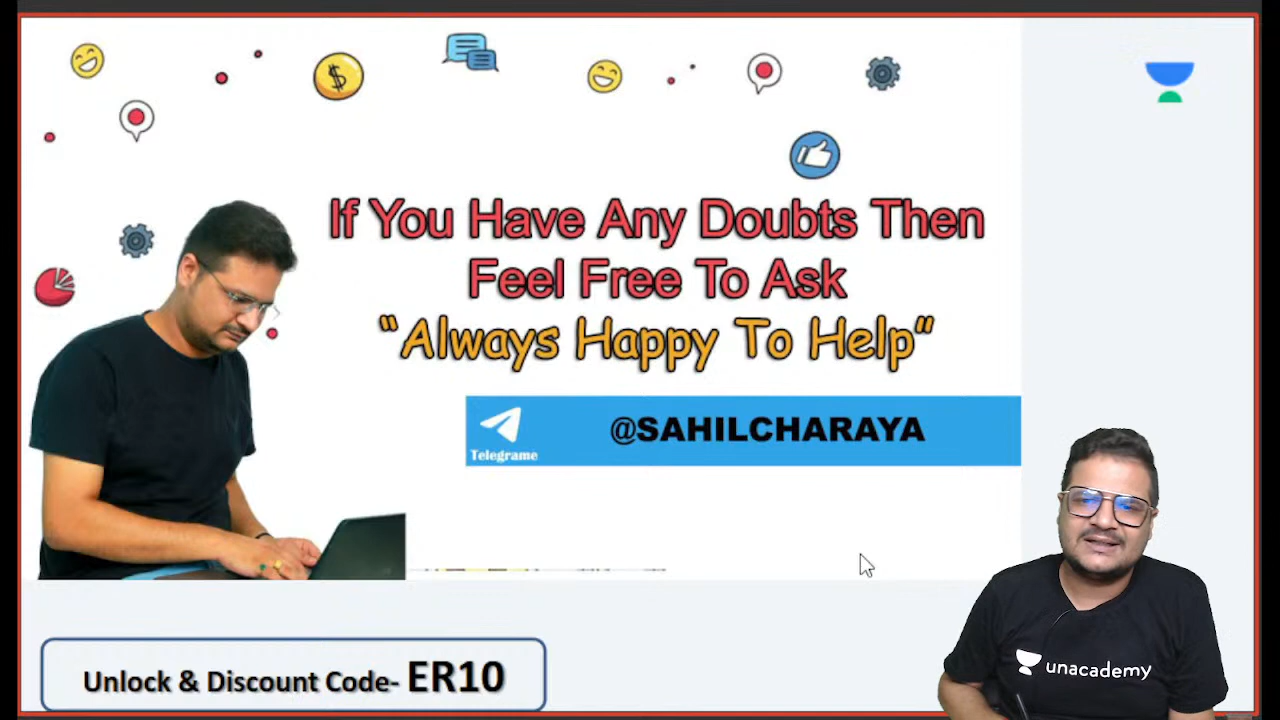 If You Have Any Doubts Then
Feel Free To Ask
“Always Happy To Help”
@SAHILCHARAYA
Telegrame
Unlock & Discount Code- ER10
unacademy